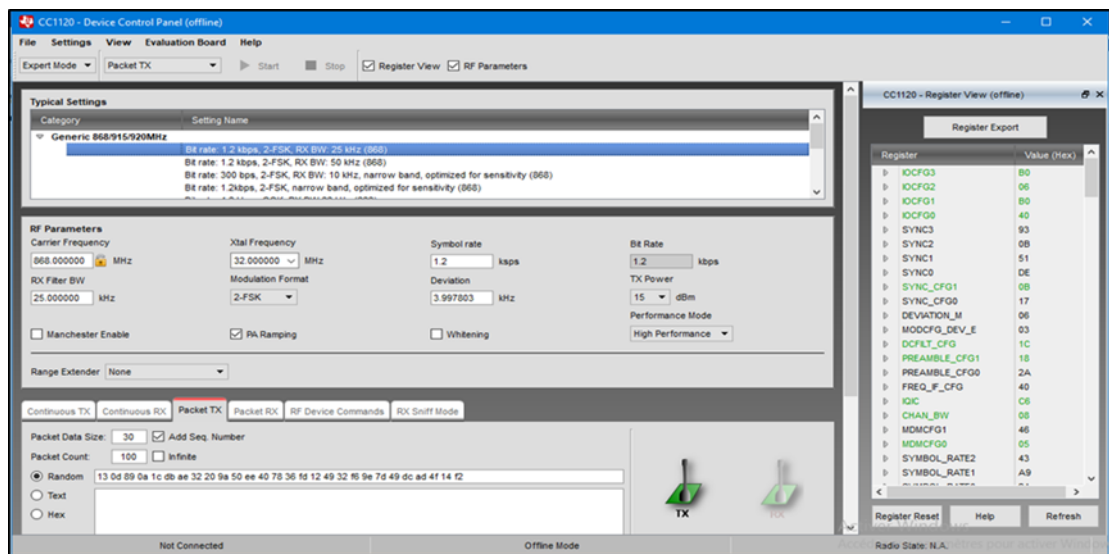 CC1120 - Device Control Panel (offline)
File Settings View Evaluation Board Help
Expert Mode Packet TX Start Stop Register View RF Parameters
Typical Settings
Category Setting Name
Generic 868/915/920MHz
Bit rate: 1.2 kbps, 2-FSK, RX BW: 25 kHz (868)
Bit rate: 1.2 kbps, 2-FSK, RX BW: 50 kHz (868)
Bit rate: 300 bps, 2-FSK, RX BW: 10 kHz, narrow band, optimized for sensitivity (868)
Bit rate: 1.2kbps, 2-FSK, narrow band, optimized for sensitivity (868)
RF Parameters
Carrier Frequency Xtal Frequency Symbol rate Bit Rate
868.000000 MHz 32.000000 MHz 1.2 ksps 1.2 kbps
RX Filter BW Modulation Format Deviation TX Power
25.000000 kHz 2-FSK 3.997803 kHz 15 dBm
Performance Mode
Manchester Enable PA Ramping Whitening High Performance
Range Extender None
Continuous TX Continuous RX Packet TX Packet RX RF Device Commands RX Sniff Mode
Packet Data Size: 30 Add Seq. Number
Packet Count: 100 Infinite
Random 13 0d 89 0a 1c db ae 32 20 9a 50 ee 40 78 36 fd 12 49 32 f6 9e 7d 49 dc ad 4f 14 f2
Text
Hex
TX RX
Not Connected Offline Mode
CC1120 - Register View (offline)
Register Export
Register Value (Hex)
IOCFG3 B0
IOCFG2 06
IOCFG1 B0
IOCFG0 40
SYNC3 93
SYNC2 0B
SYNC1 51
SYNC0 DE
SYNC_CFG1 0B
SYNC_CFG0 17
DEVIATION_M 06
MODCFG_DEV_E 03
DCFILT_CFG 1C
PREAMBLE_CFG1 18
PREAMBLE_CFG0 2A
FREQ_IF_CFG 40
IQIC C6
CHAN_BW 08
MDMCFG1 46
MDMCFG0 05
SYMBOL_RATE2 43
SYMBOL_RATE1 A9
Register Reset Help Refresh
Radio State: N.A.